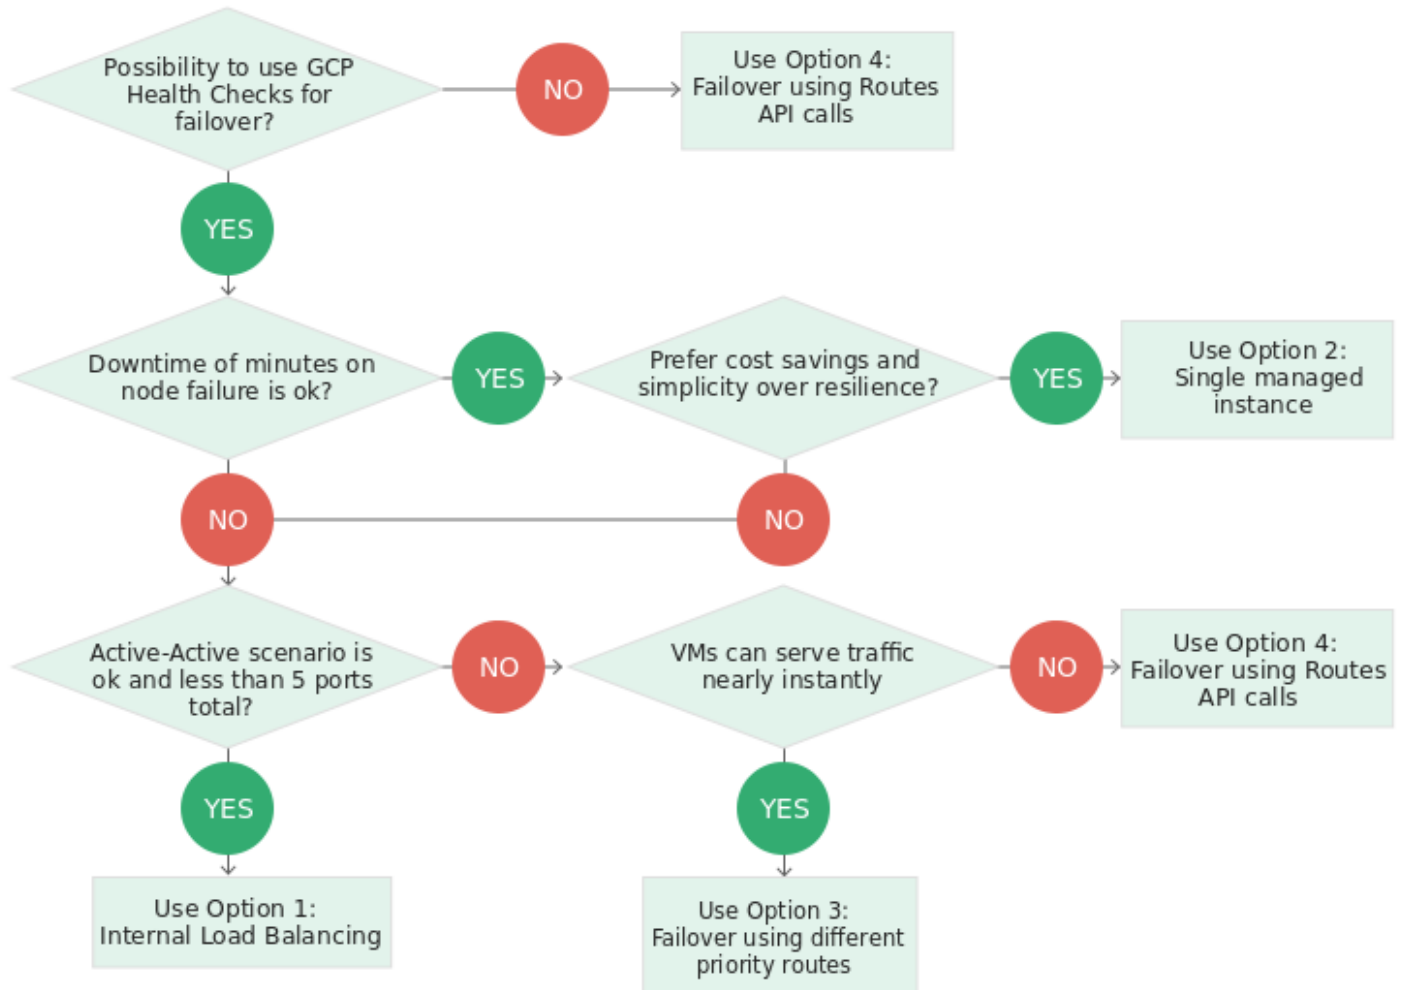 Possibility to use GCP
Health Checks for
failover?
NO
Use Option 4:
Failover using Routes
API calls
YES
Downtime of minutes on
node failure is ok?
YES
Prefer cost savings and
simplicity over resilience?
YES
Use Option 2:
Single managed
instance
NO
NO
Active-Active scenario is
ok and less than 5 ports
total?
NO
VMs can serve traffic
nearly instantly
NO
Use Option 4:
Failover using Routes
API calls
YES
YES
Use Option 1:
Internal Load Balancing
Use Option 3:
Failover using different
priority routes